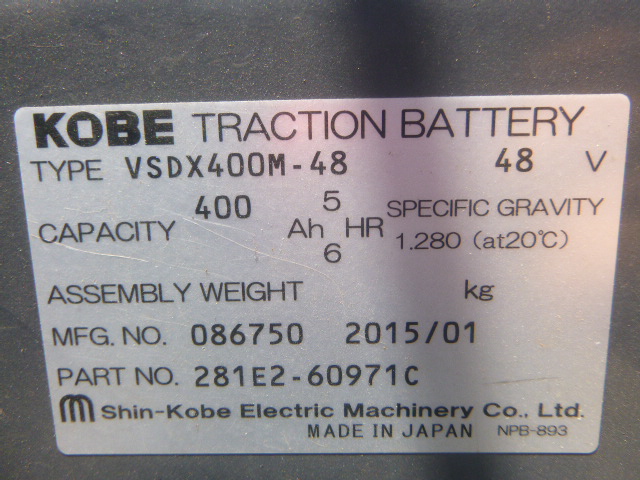 KOBE TRACTION BATTERY
TYPE VSDX400M-48 48 V
CAPACITY 400 Ah 5 HR 6 SPECIFIC GRAVITY
1.280 (at20℃)
ASSEMBLY WEIGHT kg
MFG. NO. 086750 2015/01
PART NO. 281E2-60971C
Shin-Kobe Electric Machinery Co., Ltd.
MADE IN JAPAN NPB-893